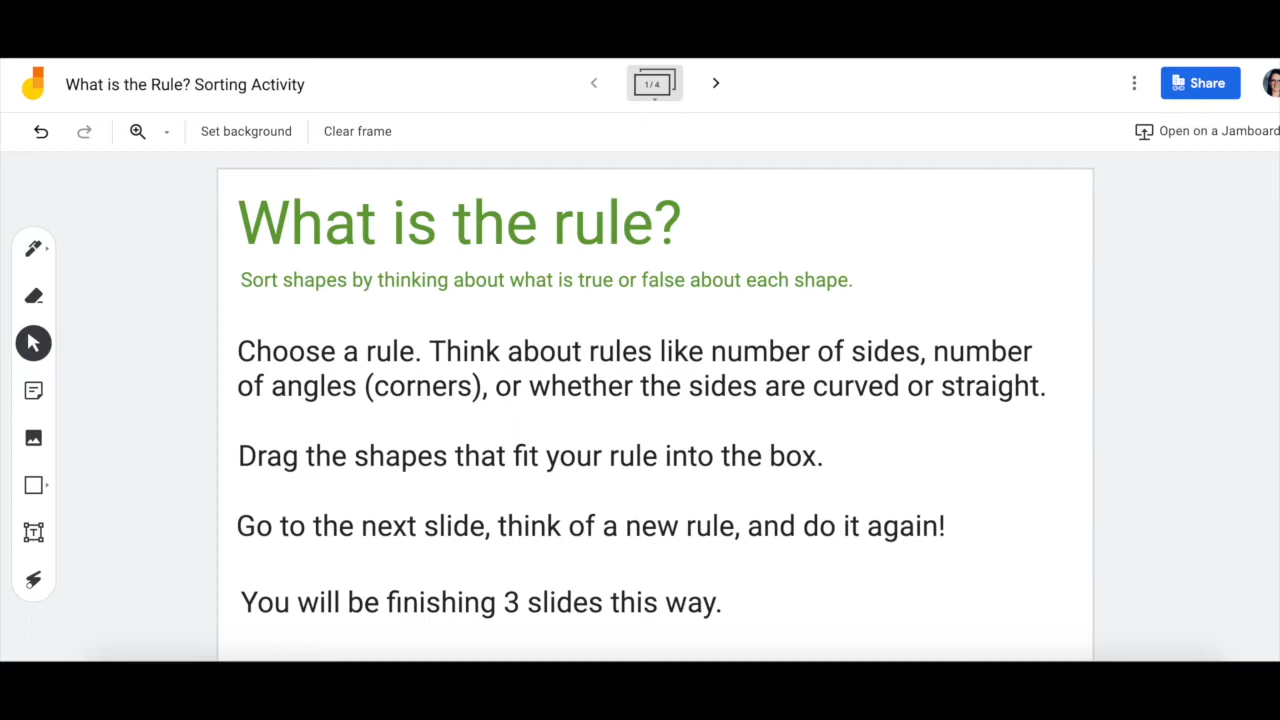 What is the Rule? Sorting Activity
1/4
Share
Set background
Clear frame
Open on a Jamboard
What is the rule?
Sort shapes by thinking about what is true or false about each shape.
Choose a rule. Think about rules like number of sides, number
of angles (corners), or whether the sides are curved or straight.
Drag the shapes that fit your rule into the box.
Go to the next slide, think of a new rule, and do it again!
You will be finishing 3 slides this way.